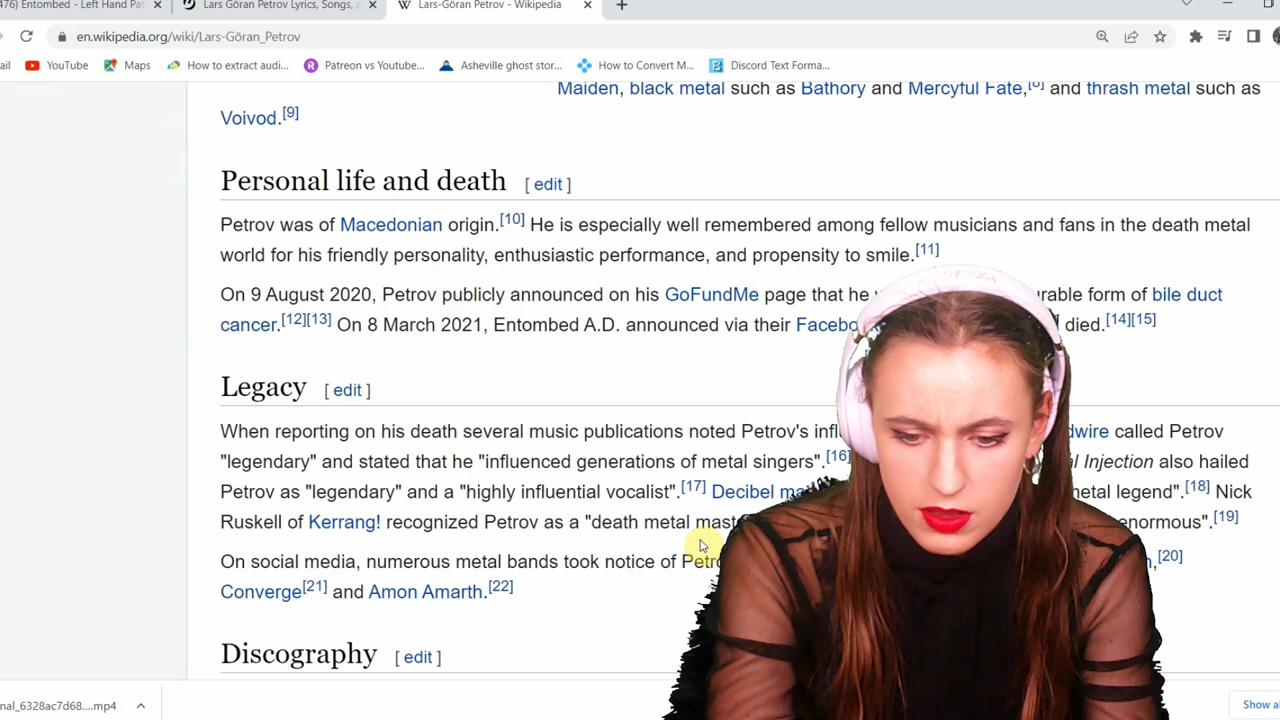 476) Entombed - Left Hand Pat
Lars Göran Petrov Lyrics, Songs,
Lars-Göran Petrov - Wikipedia
en.wikipedia.org/wiki/Lars-Göran_Petrov
ail YouTube Maps How to extract audi... Patreon vs Youtube... Asheville ghost stor... How to Convert M... Discord Text Forma...
Maiden, black metal such as Bathory and Mercyful Fate,[8] and thrash metal such as
Voivod.[9]
Personal life and death [ edit ]
Petrov was of Macedonian origin.[10] He is especially well remembered among fellow musicians and fans in the death metal
world for his friendly personality, enthusiastic performance, and propensity to smile.[11]
On 9 August 2020, Petrov publicly announced on his GoFundMe page that he urable form of bile duct
cancer.[12][13] On 8 March 2021, Entombed A.D. announced via their Facebo died.[14][15]
Legacy [ edit ]
When reporting on his death several music publications noted Petrov's infl dwire called Petrov
"legendary" and stated that he "influenced generations of metal singers".[16] l Injection also hailed
Petrov as "legendary" and a "highly influential vocalist".[17] Decibel ma netal legend".[18] Nick
Ruskell of Kerrang! recognized Petrov as a "death metal mast enormous".[19]
On social media, numerous metal bands took notice of Petro [20]
Converge[21] and Amon Amarth.[22]
Discography [ edit ]
nal_6328ac7d68....mp4
Show al